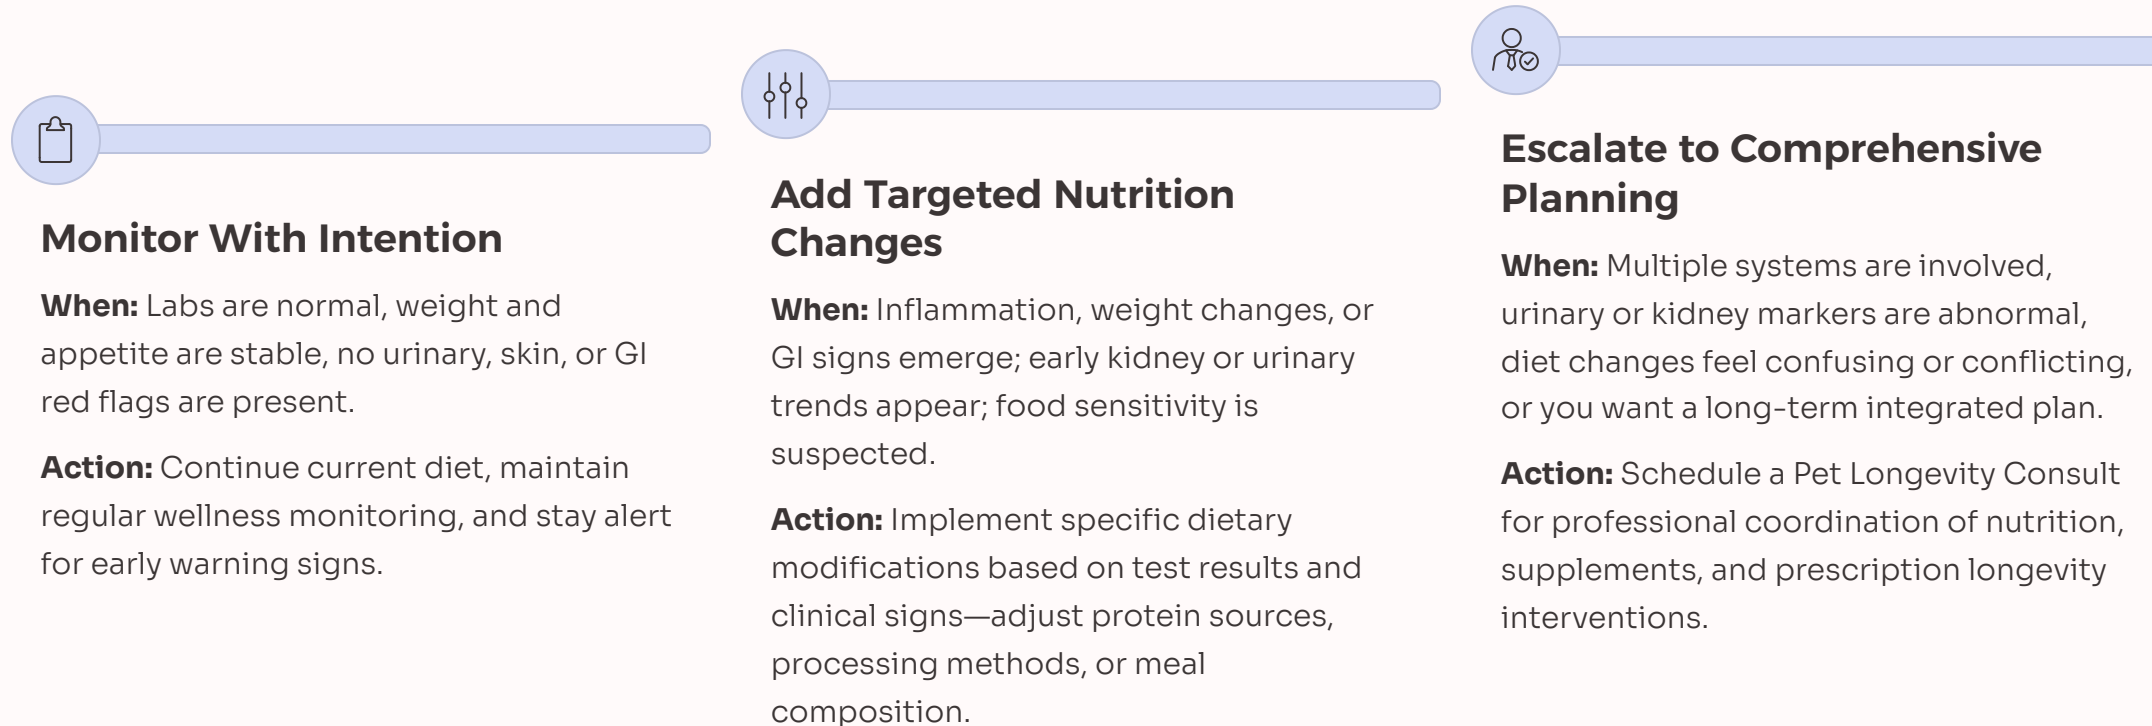 Monitor With Intention
When: Labs are normal, weight and
appetite are stable, no urinary, skin, or GI
red flags are present.
Action: Continue current diet, maintain
regular wellness monitoring, and stay alert
for early warning signs.
Add Targeted Nutrition
Changes
When: Inflammation, weight changes, or
GI signs emerge; early kidney or urinary
trends appear; food sensitivity is
suspected.
Action: Implement specific dietary
modifications based on test results and
clinical signs—adjust protein sources,
processing methods, or meal
composition.
Escalate to Comprehensive
Planning
When: Multiple systems are involved,
urinary or kidney markers are abnormal,
diet changes feel confusing or conflicting,
or you want a long-term integrated plan.
Action: Schedule a Pet Longevity Consult
for professional coordination of nutrition,
supplements, and prescription longevity
interventions.